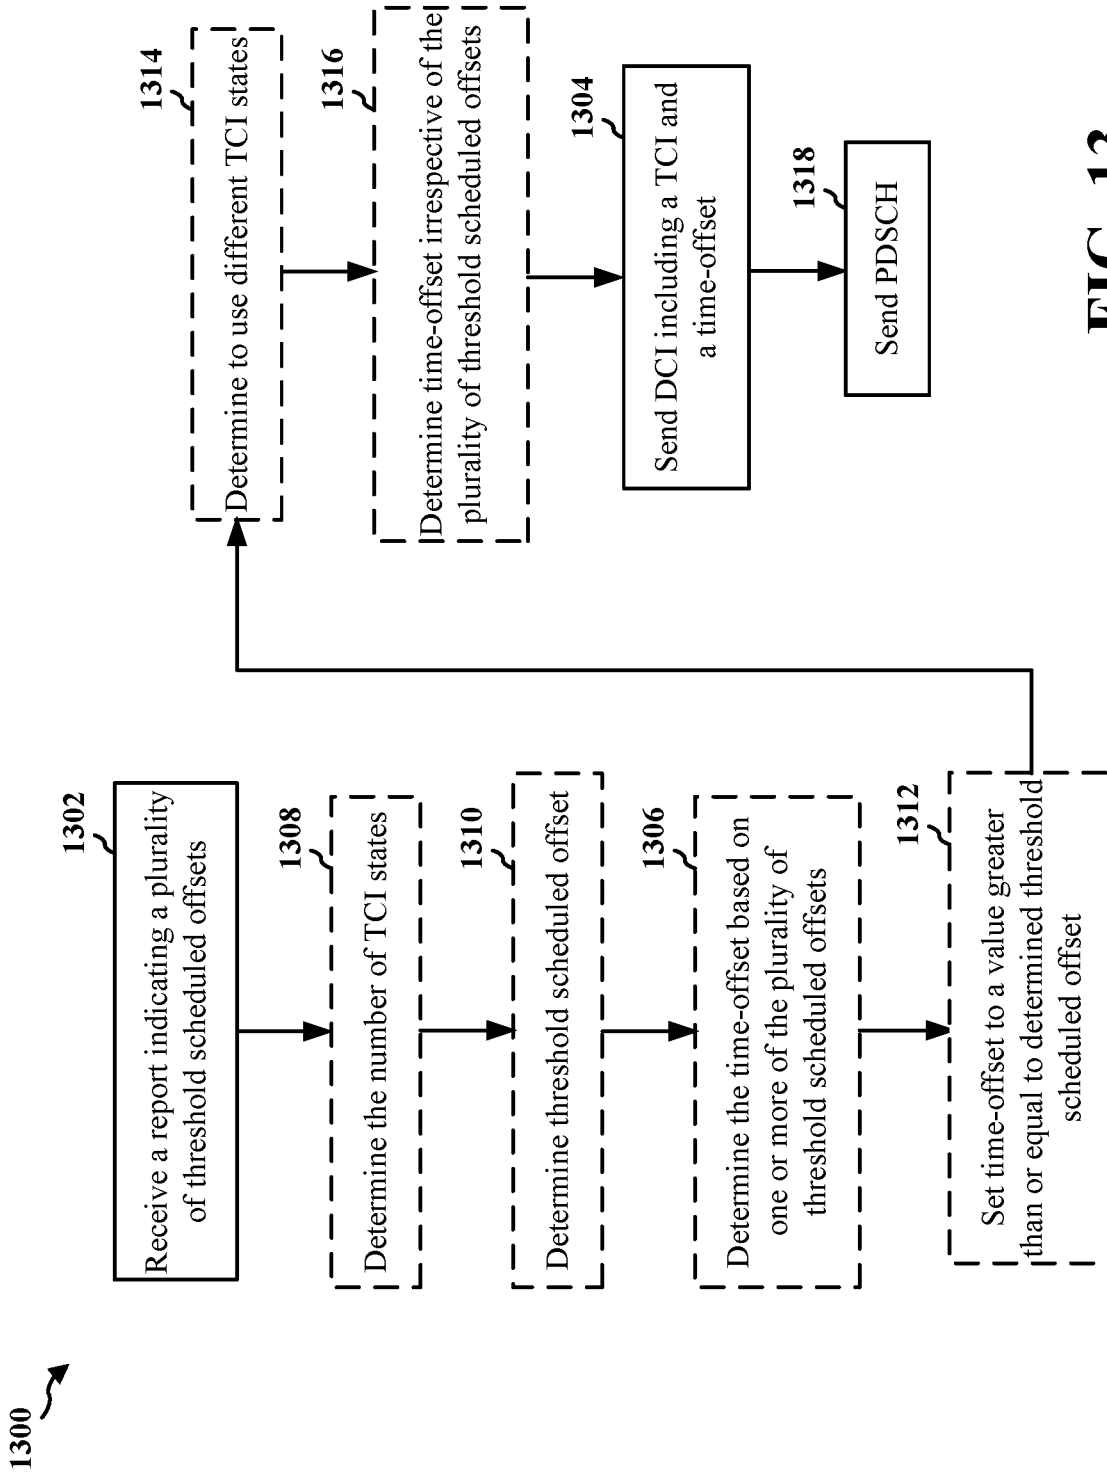 1300
1302
Receive a report indicating a plurality
of threshold scheduled offsets
1308
Determine the number of TCI states
1310
Determine threshold scheduled offset
1306
Determine the time-offset based on
one or more of the plurality of
threshold scheduled offsets
1312
Set time-offset to a value greater
than or equal to determined threshold
scheduled offset
1314
Determine to use different TCI states
1316
Determine time-offset irrespective of the
plurality of threshold scheduled offsets
1304
Send DCI including a TCI and
a time-offset
1318
Send PDSCH
FIG.